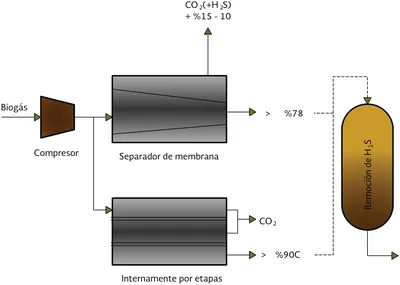 CO₂(+H₂S)
+ %15 - 10
Biogás
> %78
Compresor
Separador de membrana
Remoción de H₂S
CO₂
> %90C
Internamente por etapas